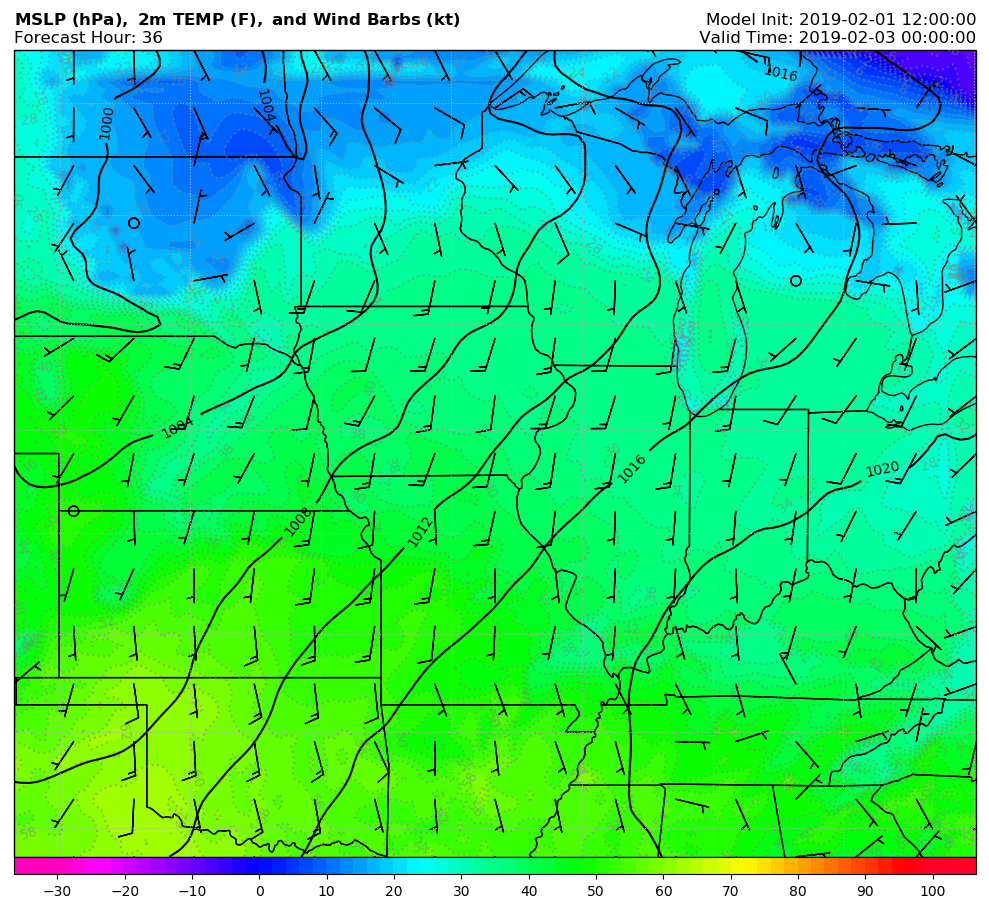 MSLP (hPa), 2m TEMP (F), and Wind Barbs (kt)
Model Init: 2019-02-01 12:00:00
Forecast Hour: 36
Valid Time: 2019-02-03 00:00:00
1016
1004
1000
1004
1016
1020
1008
1012
−30 −20 −10 0 10 20 30 40 50 60 70 80 90 100